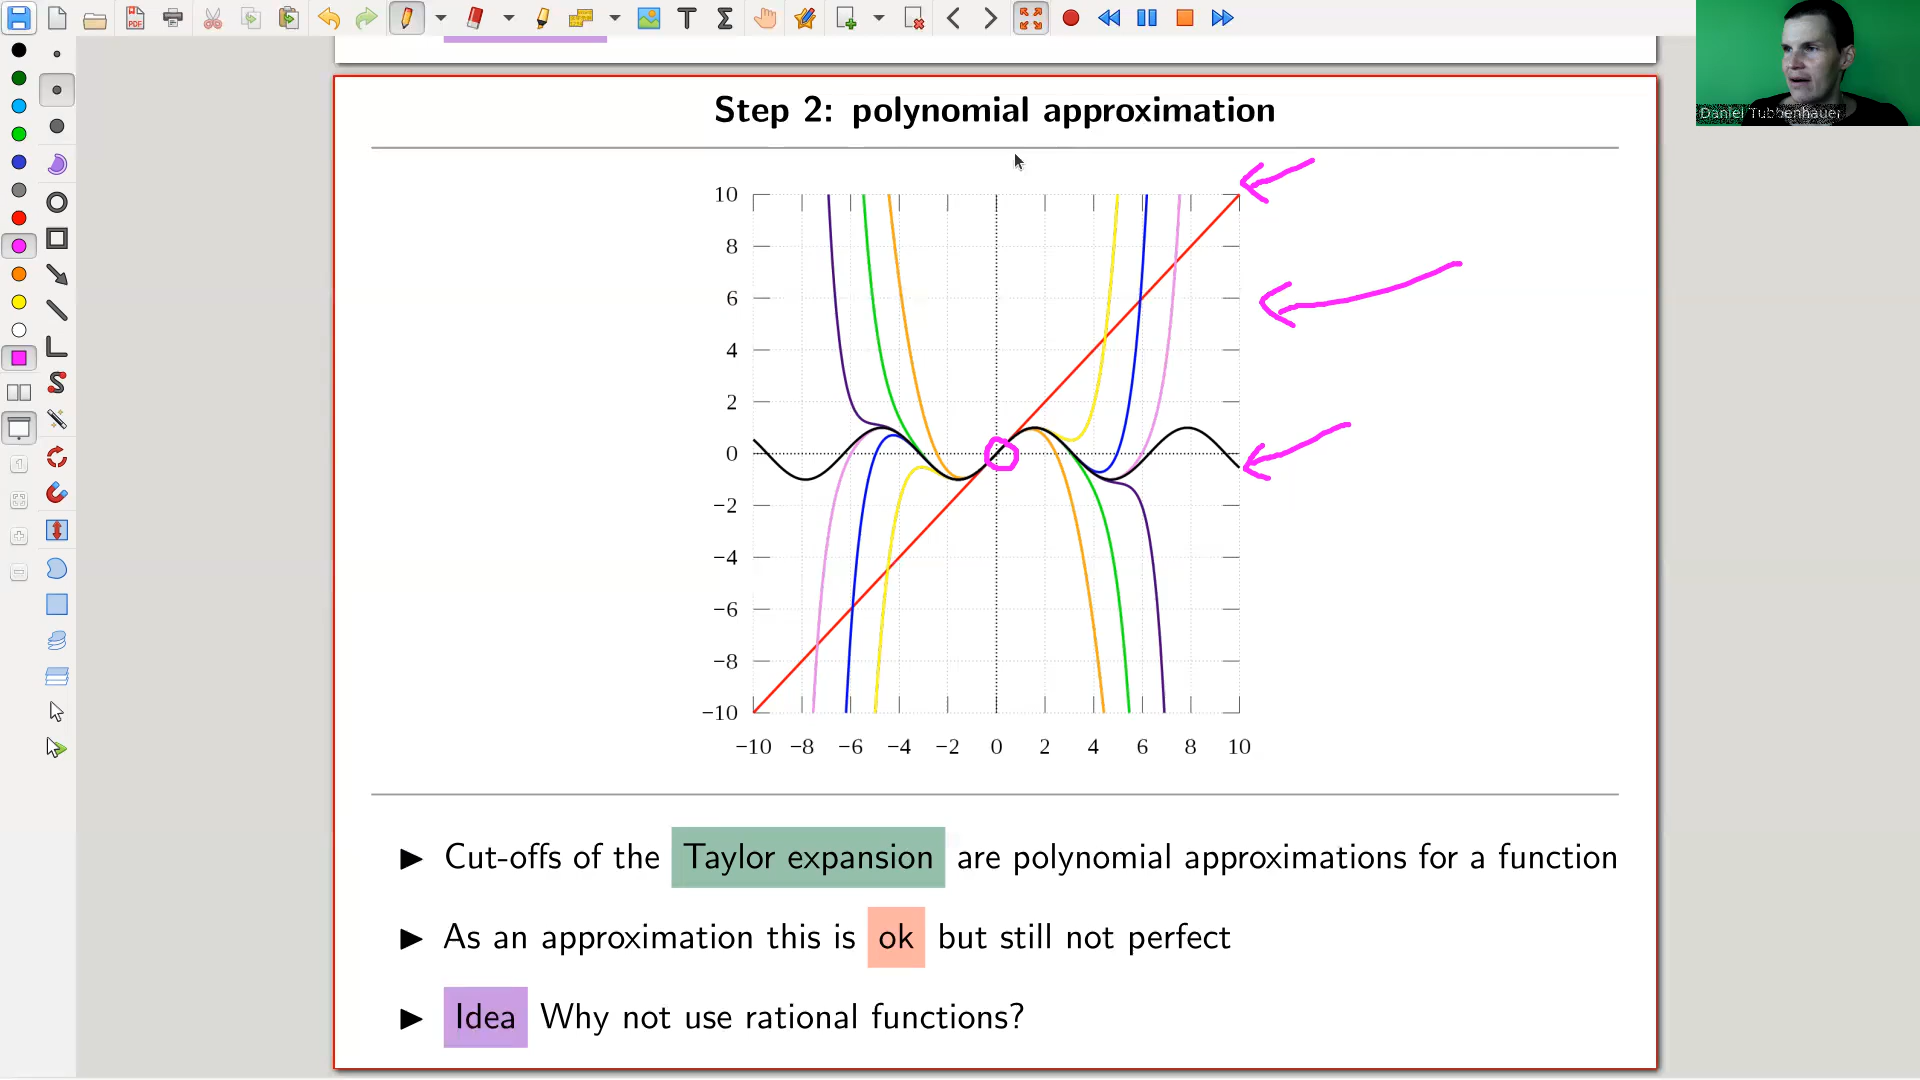 Daniel Tubbenhauer
Step 2: polynomial approximation
10
8
6
4
2
0
−2
−4
−6
−8
−10
−10 −8 −6 −4 −2 0 2 4 6 8 10
▶ Cut-offs of the Taylor expansion are polynomial approximations for a function
▶ As an approximation this is ok but still not perfect
▶ Idea Why not use rational functions?